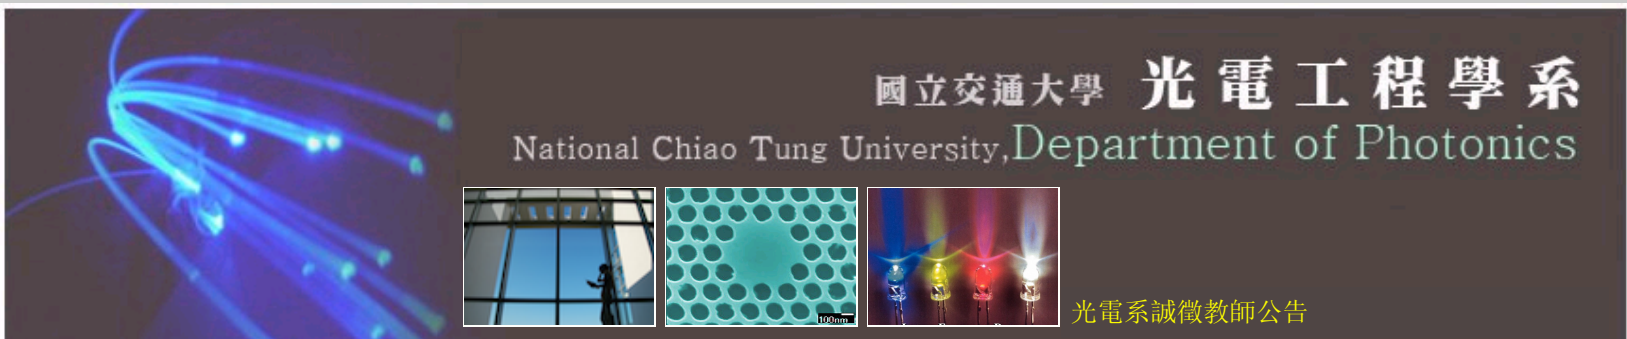 國立交通大學 光電工程學系
National Chiao Tung University,Department of Photonics
100nm
光電系誠徵教師公告